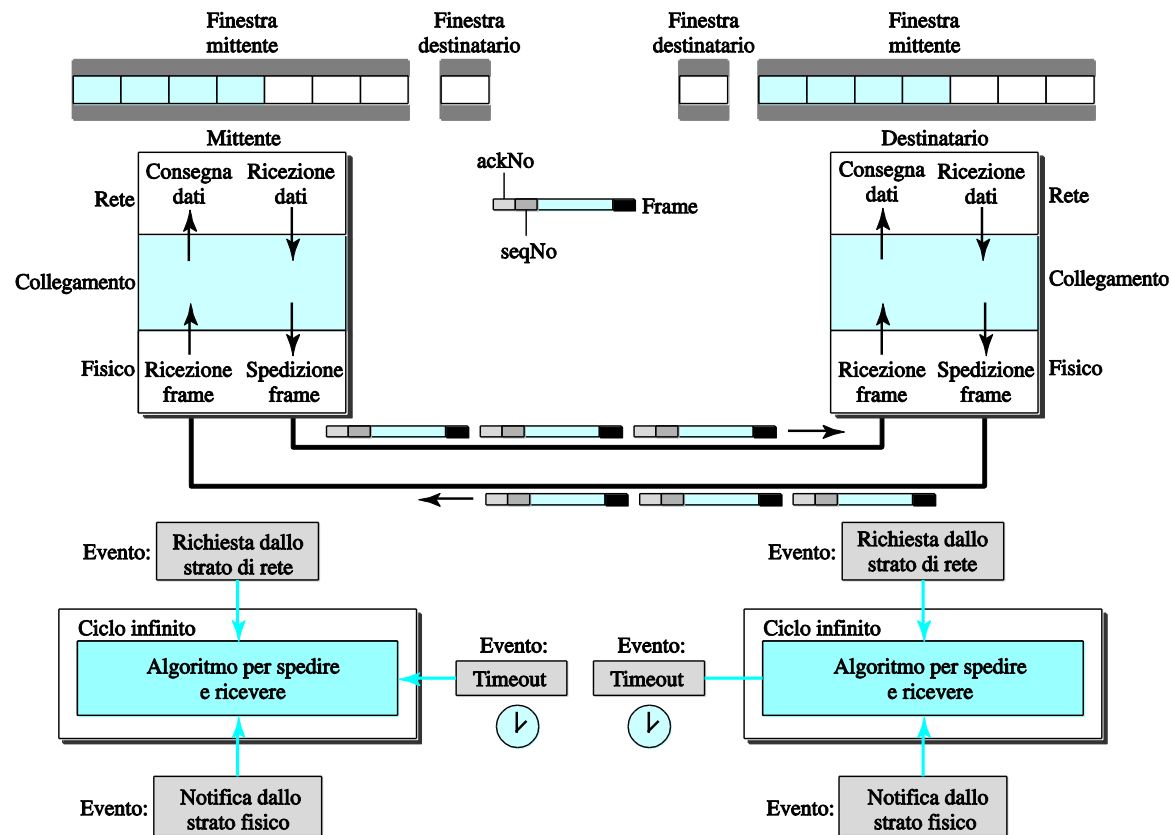 Finestra
mittente
Finestra
destinatario
Finestra
destinatario
Finestra
mittente
Mittente
Destinatario
Consegna
dati
Ricezione
dati
Rete
ackNo
Frame
seqNo
Consegna
dati
Ricezione
dati
Rete
Collegamento
Collegamento
Fisico
Ricezione
frame
Spedizione
frame
Ricezione
frame
Spedizione
frame
Fisico
Evento:
Richiesta dallo
strato di rete
Evento:
Richiesta dallo
strato di rete
Ciclo infinito
Algoritmo per spedire
e ricevere
Evento:
Timeout
Evento:
Timeout
Ciclo infinito
Algoritmo per spedire
e ricevere
Evento:
Notifica dallo
strato fisico
Evento:
Notifica dallo
strato fisico